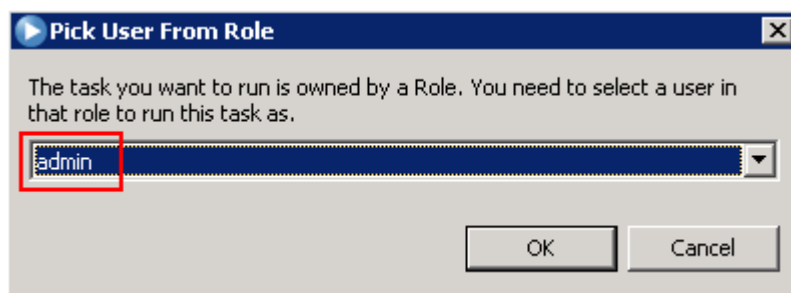 Pick User From Role
The task you want to run is owned by a Role. You need to select a user in
that role to run this task as.
admin
OK
Cancel